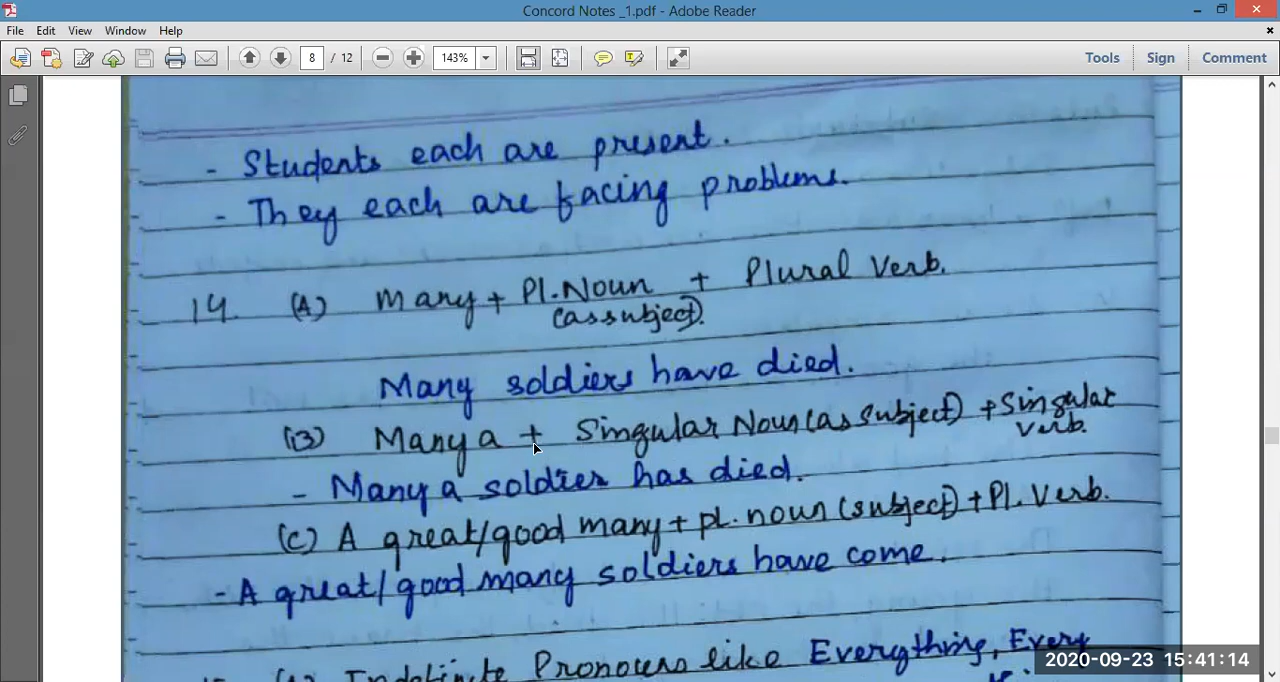 Concord Notes _1.pdf - Adobe Reader
File Edit View Window Help
8 / 12 143% Tools Sign Comment
- Students each are present.
- They each are facing problems.
14. (A) Many + Pl. Noun + Plural Verb.
(as subject).
Many soldiers have died.
(B) Many a + Singular Noun (as subject) + Singular
verb.
- Many a soldier has died.
(C) A great/good many + pl. noun (subject) + Pl. Verb.
- A great/good many soldiers have come.
(A) Indefinite Pronouns like Everything, Every
2020-09-23 15:41:14